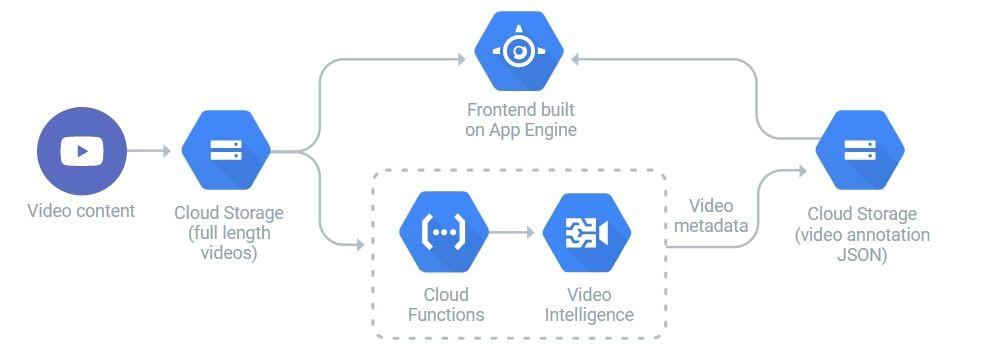 Video content
Cloud Storage
(full length
videos)
Frontend built
on App Engine
Cloud
Functions
Video
Intelligence
Video
metadata
Cloud Storage
(video annotation
JSON)